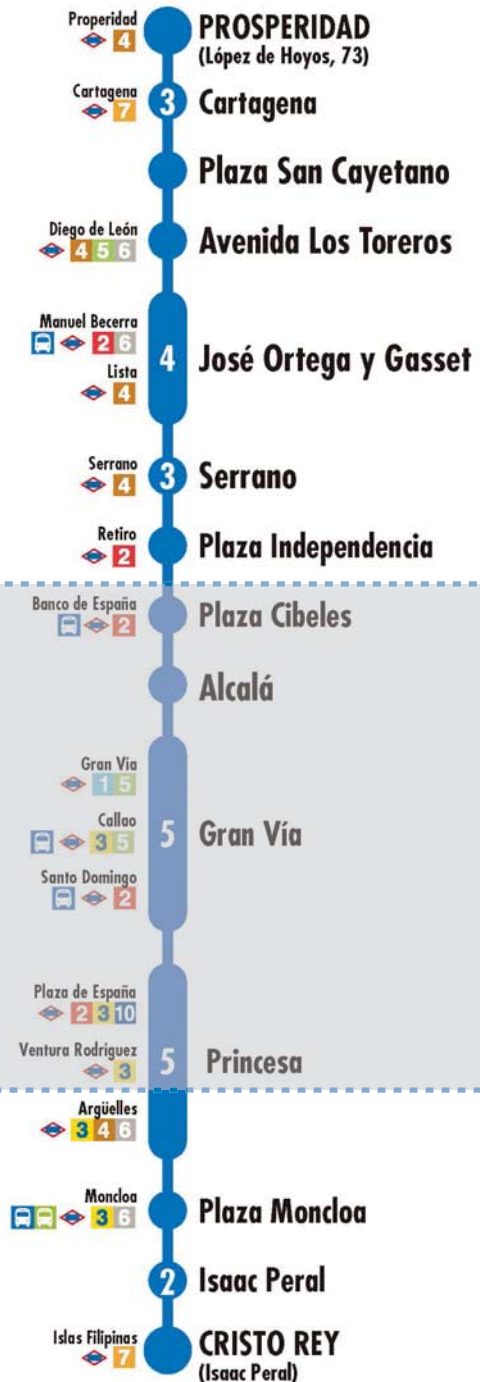 Properidad
4
PROSPERIDAD
(López de Hoyos, 73)
Cartagena
7
3
Cartagena
Plaza San Cayetano
Diego de León
4 5 6
Avenida Los Toreros
Manuel Becerra
2 6
Lista
4
4
José Ortega y Gasset
Serrano
4
3
Serrano
Retiro
2
Plaza Independencia
Banco de España
2
Plaza Cibeles
Alcalá
Gran Vía
1 5
Callao
3 5
Santo Domingo
2
5
Gran Vía
Plaza de España
2 3 10
Ventura Rodríguez
3
5
Princesa
Argüelles
3 4 6
Moncloa
3 6
Plaza Moncloa
2
Isaac Peral
Islas Filipinas
7
CRISTO REY
(Isaac Peral)